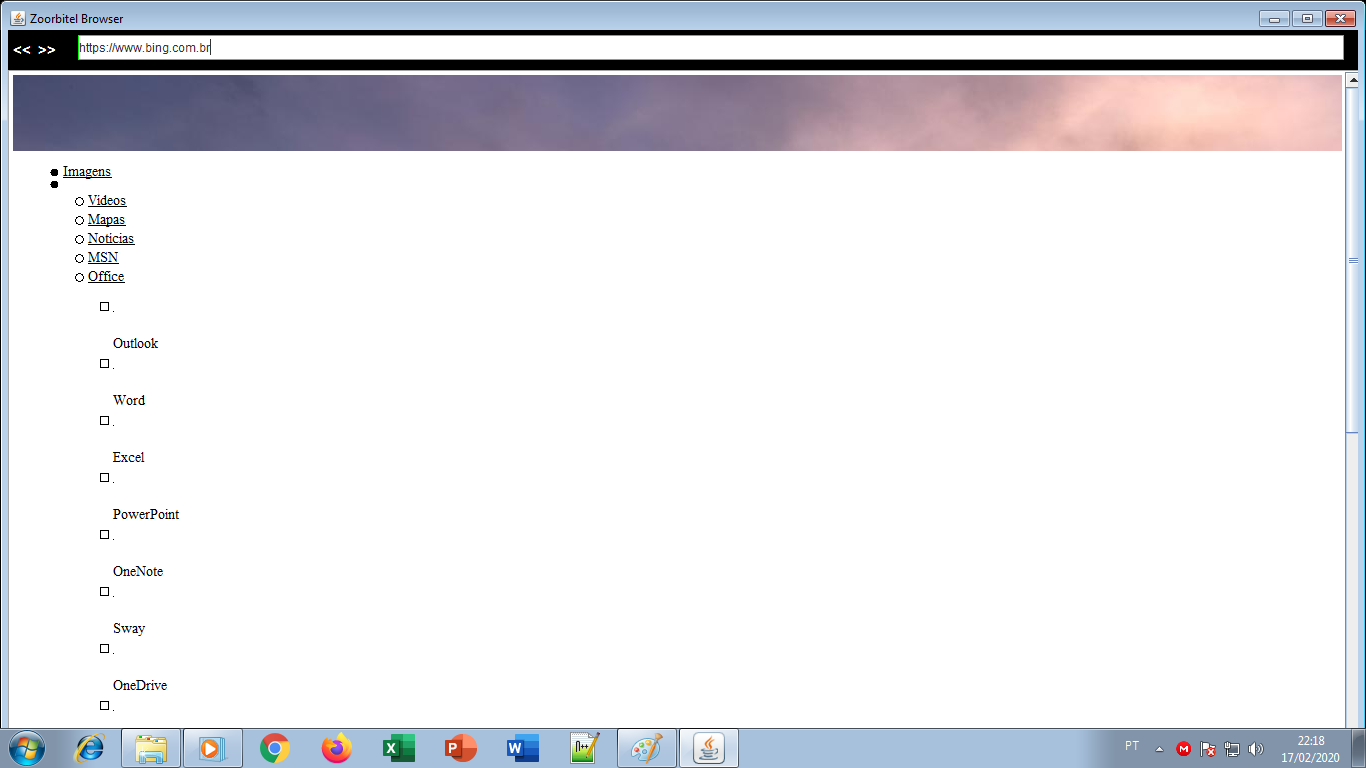 Zoorbitel Browser
<< >> https://www.bing.com.br
Imagens
Videos
Mapas
Noticias
MSN
Office
.
Outlook
.
Word
.
Excel
.
PowerPoint
.
OneNote
.
Sway
.
OneDrive
.
PT
22:18
17/02/2020